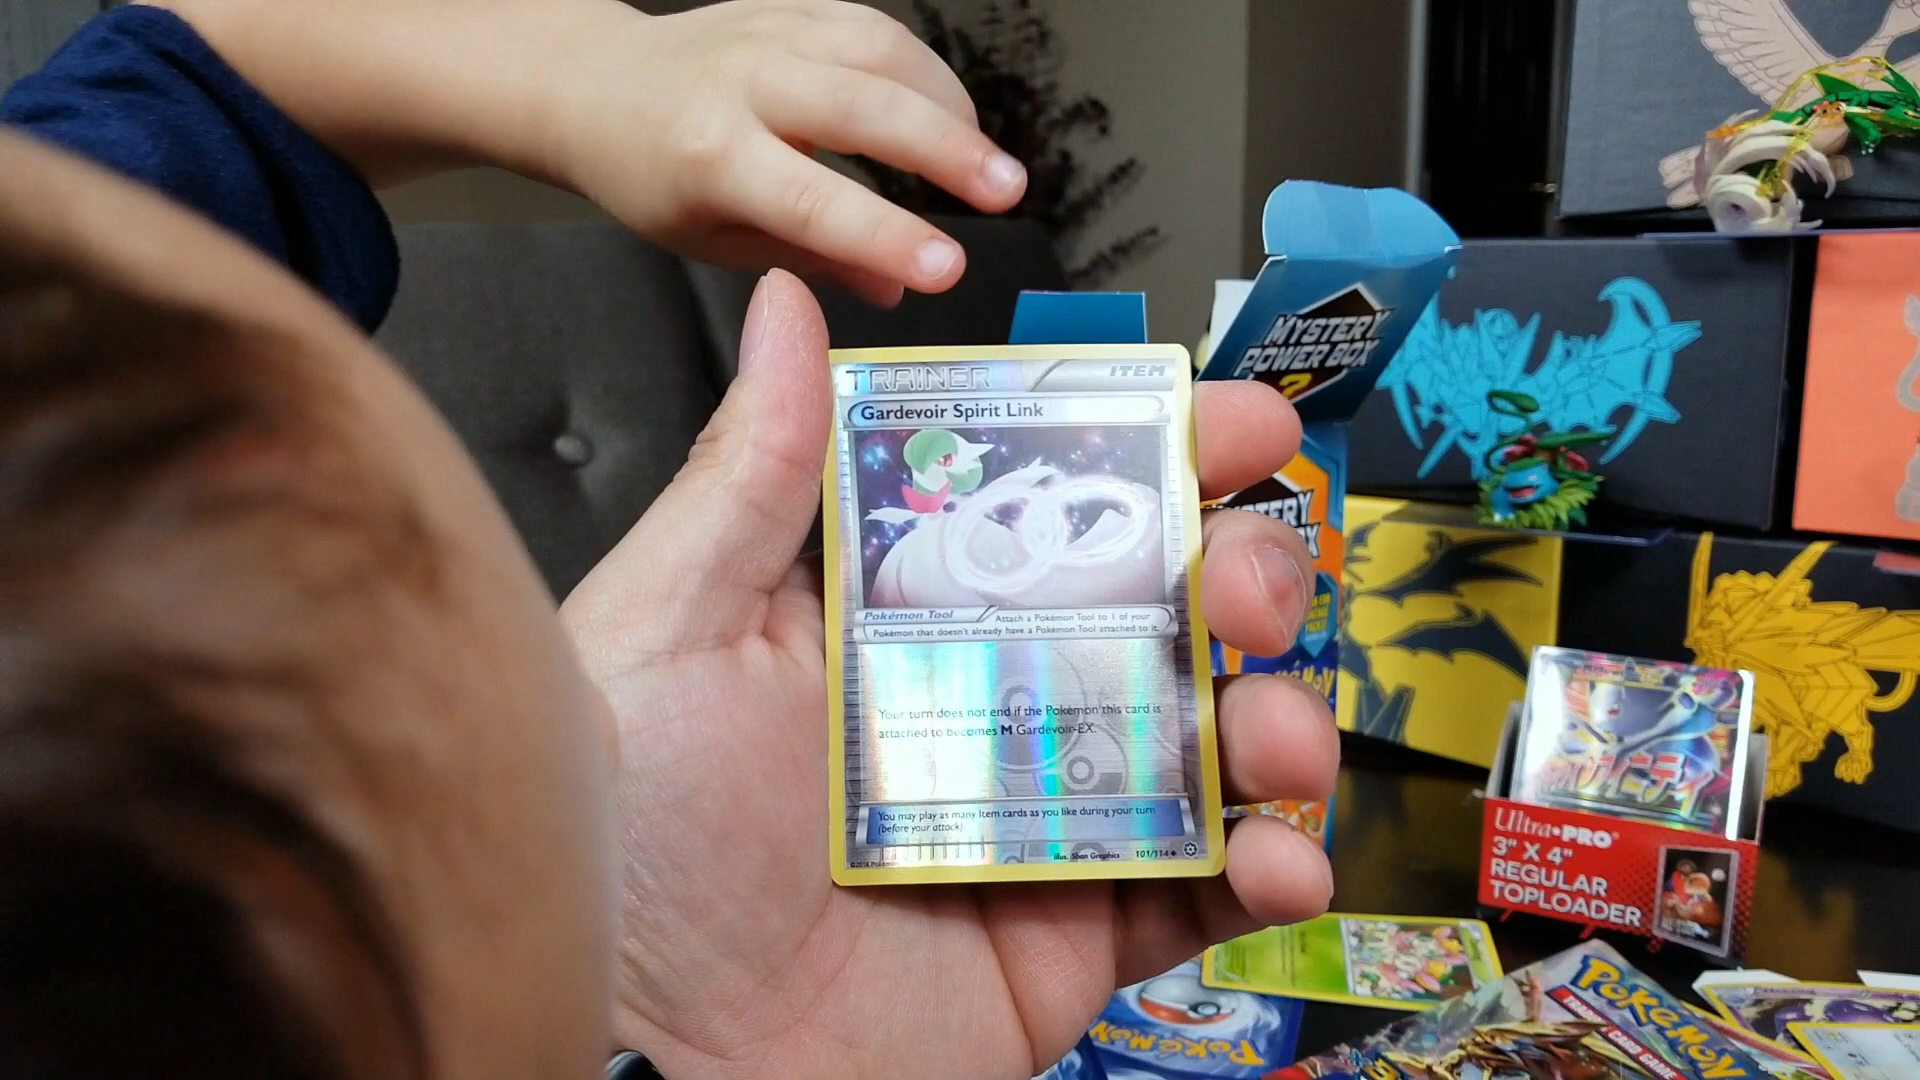 TRAINER
ITEM
Gardevoir Spirit Link
Pokémon Tool
Attach a Pokémon Tool to 1 of your
Pokémon that doesn't already have a Pokémon Tool attached to it.
Your turn does not end if the Pokémon this card is
attached to becomes M Gardevoir-EX.
You may play as many Item cards as you like during your turn
(before your attack)
©2016 Pokémon
Illus. 5ban Graphics
101/114
MYSTERY
POWER BOX
?
Ultra•PRO®
3" X 4"
REGULAR
TOPLOADER
POKéMON
TRADING CARD GAME
POKéMON